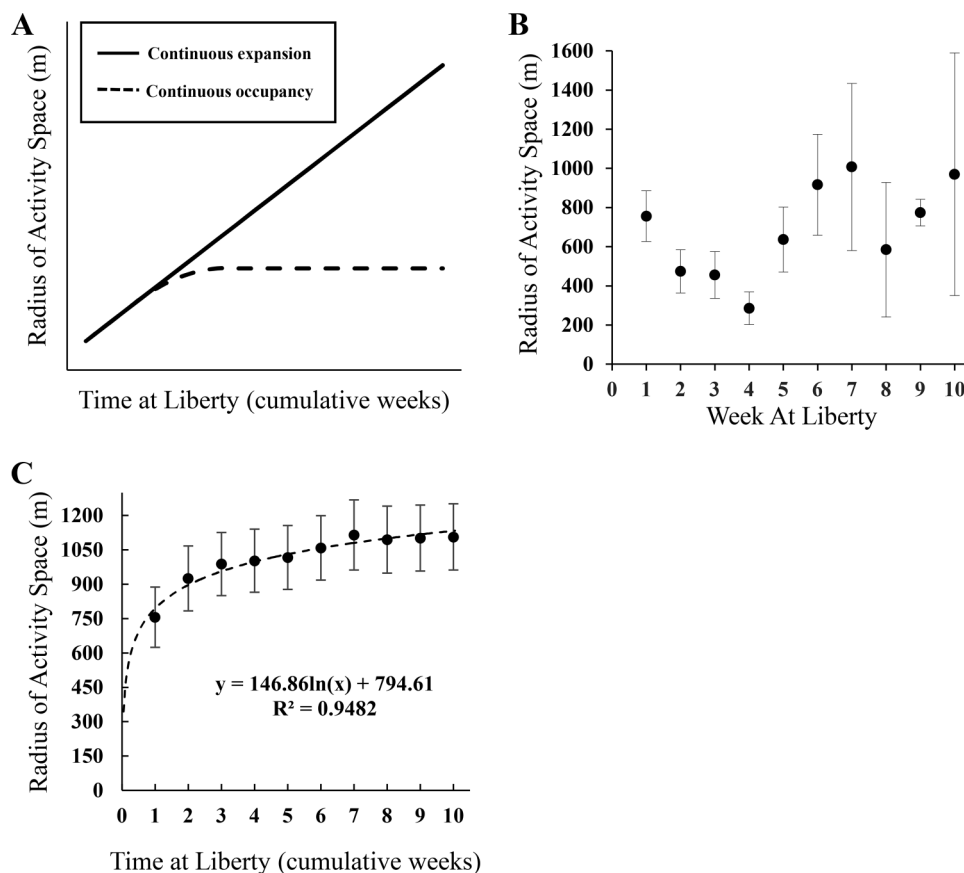 A
Radius of Activity Space (m)
Continuous expansion
Continuous occupancy
Time at Liberty (cumulative weeks)
B
Radius of Activity Space (m)
1600
1400
1200
1000
800
600
400
200
0
0 1 2 3 4 5 6 7 8 9 10
Week At Liberty
C
Radius of Activity Space (m)
1200
1050
900
750
600
450
300
150
0
y = 146.86ln(x) + 794.61
R² = 0.9482
0 1 2 3 4 5 6 7 8 9 10
Time at Liberty (cumulative weeks)